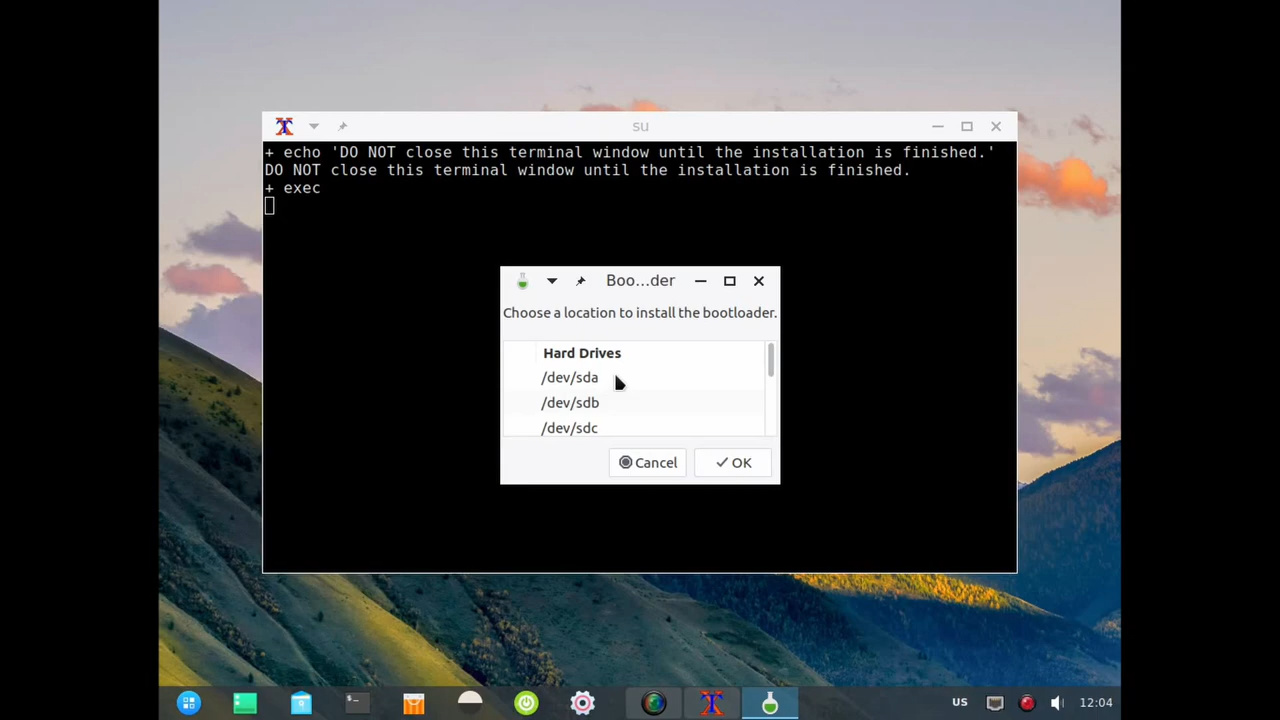 su
+ echo 'DO NOT close this terminal window until the installation is finished.'
DO NOT close this terminal window until the installation is finished.
+ exec
Boo...der
Choose a location to install the bootloader.
Hard Drives
/dev/sda
/dev/sdb
/dev/sdc
Cancel
OK
US
12:04